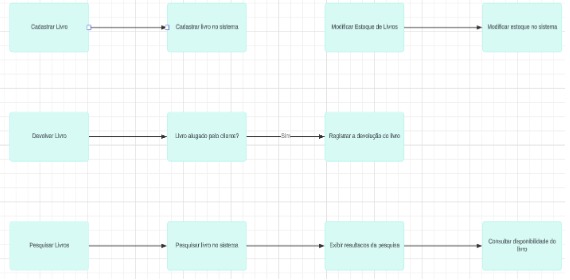 Cadastrar Livro
Cadastrar livro no sistema
Modificar Estoque de Livros
Modificar estoque no sistema
Devolver Livro
Livro alugado pelo cliente?
Sim
Registrar a devolução do livro
Pesquisar Livros
Pesquisar livro no sistema
Exibir resultados da pesquisa
Consultar disponibilidade do
livro